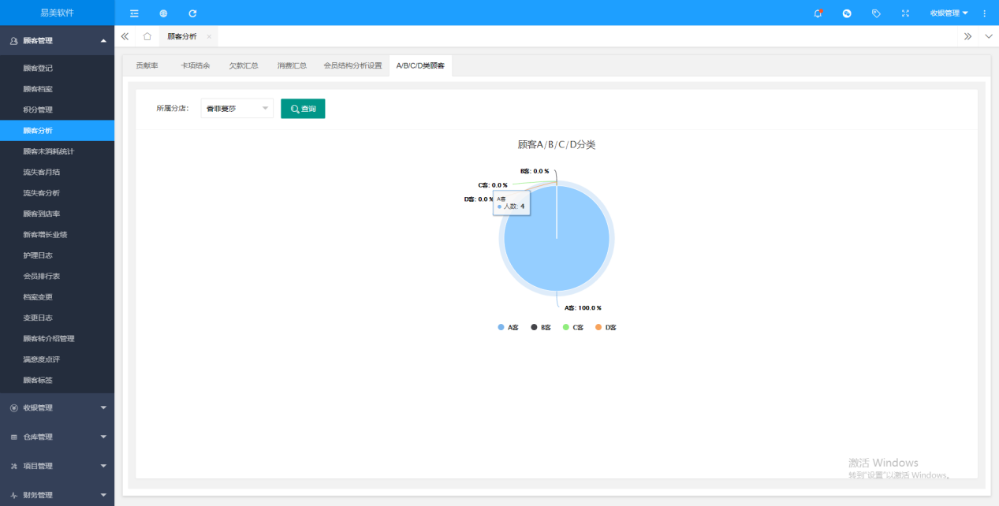 易美软件
收银管理
顾客管理
顾客登记
顾客档案
积分管理
顾客分析
顾客未消耗统计
流失客月结
流失客分析
顾客到店率
新客增长业绩
护理日志
会员排行表
档案变更
变更日志
顾客转介绍管理
满意度点评
顾客标签
收银管理
仓库管理
项目管理
财务管理
顾客分析
贡献率 卡项结余 欠款汇总 消费汇总 会员结构分析设置 A/B/C/D类顾客
所属分店: 香菲曼莎 查询
顾客A/B/C/D分类
B客: 0.0 %
C客: 0.0 %
D客: 0.0 %
A客
人数: 4
A客: 100.0 %
A客 B客 C客 D客
激活 Windows
转到"设置"以激活 Windows。